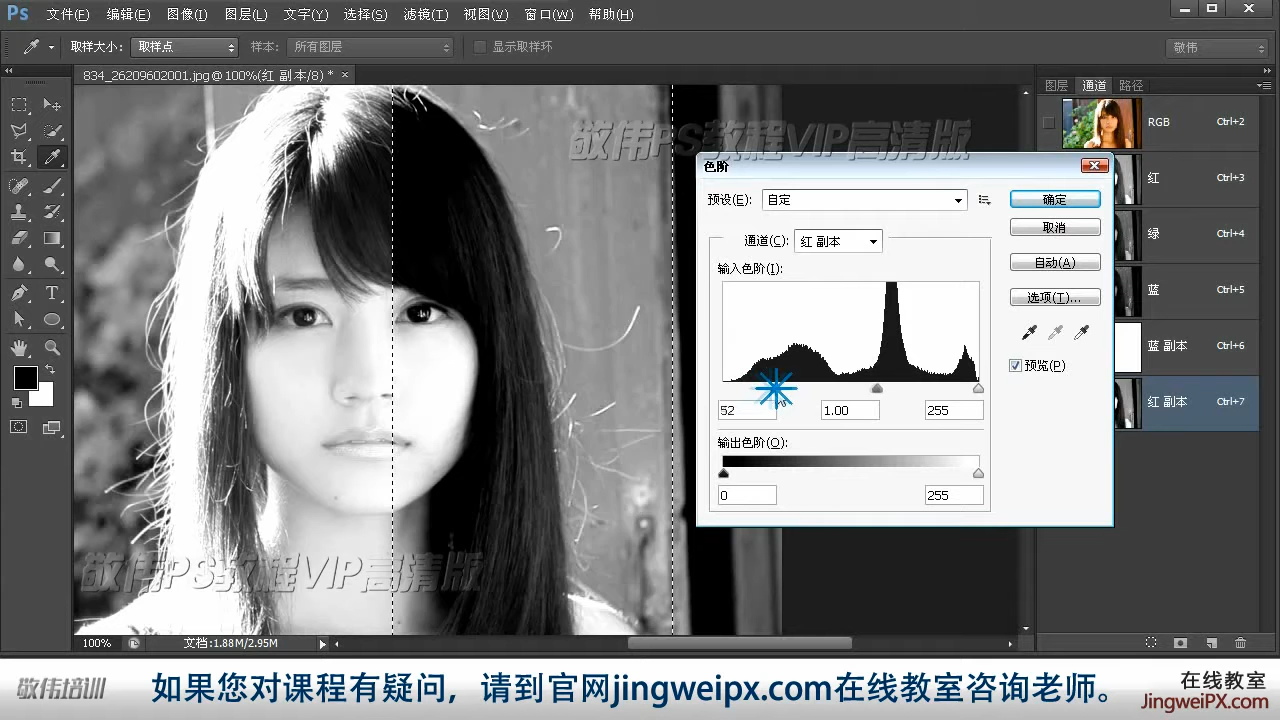 Ps 文件(F) 编辑(E) 图像(I) 图层(L) 文字(Y) 选择(S) 滤镜(T) 视图(V) 窗口(W) 帮助(H)
取样大小: 取样点 样本: 所有图层 显示取样环 敬伟
834_26209602001.jpg @ 100%(红 副本/8) * ×
图层 通道 路径
敬伟PS教程VIP高清版
RGB Ctrl+2
红 Ctrl+3
绿 Ctrl+4
蓝 Ctrl+5
蓝 副本 Ctrl+6
红 副本 Ctrl+7
色阶
预设(E): 自定 确定
取消
通道(C): 红 副本
自动(A)
输入色阶(I):
选项(T)...
预览(P)
52 1.00 255
输出色阶(O):
0 255
敬伟PS教程VIP高清版
100% 文档:1.88M/2.95M
敬伟培训 如果您对课程有疑问，请到官网jingweipx.com在线教室咨询老师。
在线教室
JingweiPX.com